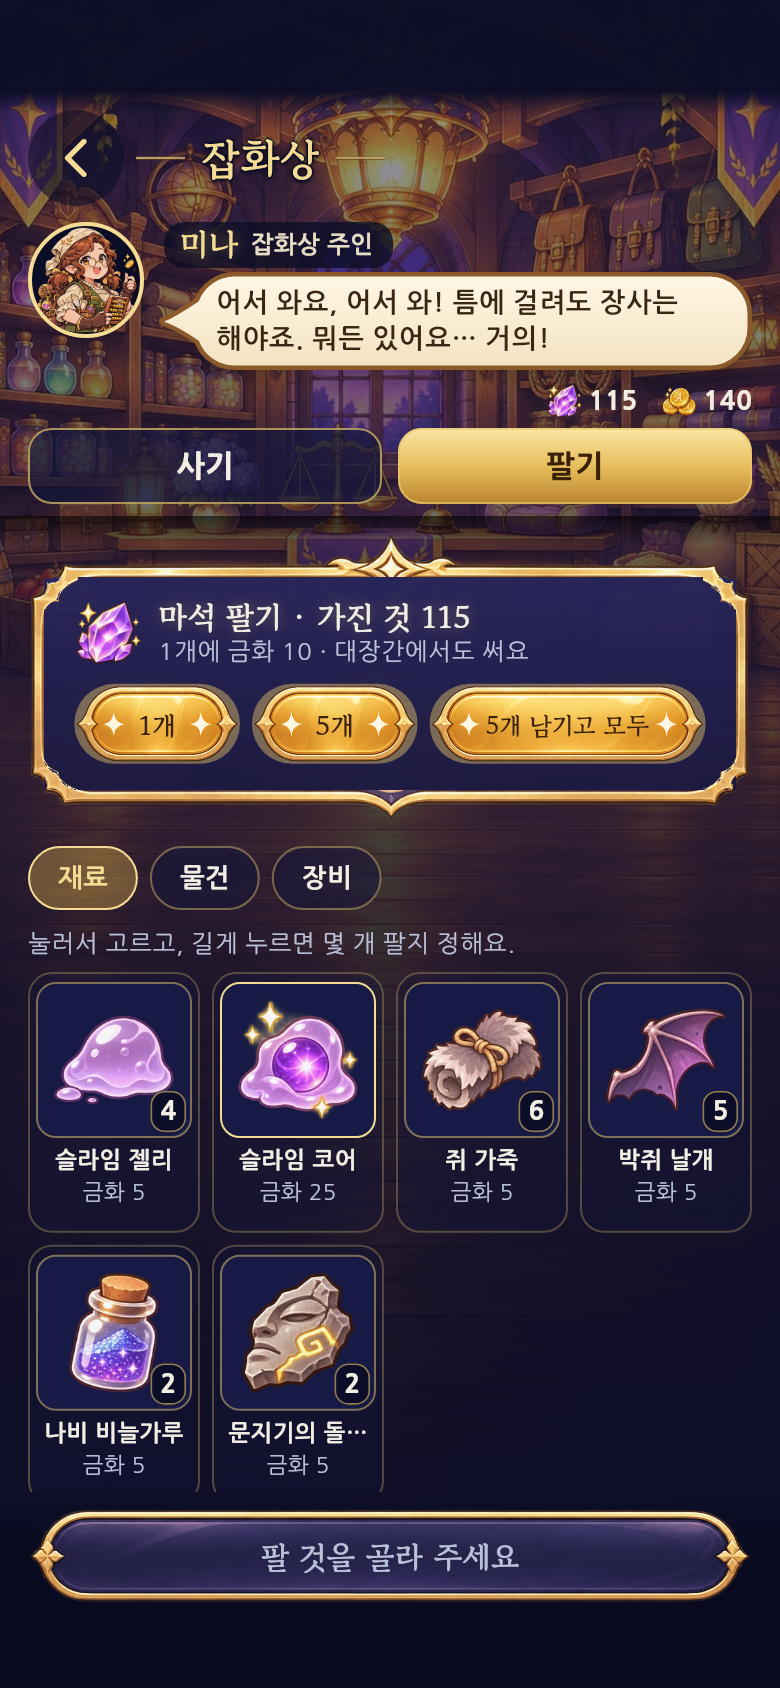 잡화상
미나 잡화상 주인
어서 와요, 어서 와! 틈에 걸려도 장사는
해야죠. 뭐든 있어요… 거의!
115 140
사기 팔기
마석 팔기 · 가진 것 115
1개에 금화 10 · 대장간에서도 써요
1개 5개 5개 남기고 모두
재료 물건 장비
눌러서 고르고, 길게 누르면 몇 개 팔지 정해요.
4 6 5
슬라임 젤리 슬라임 코어 쥐 가죽 박쥐 날개
금화 5 금화 25 금화 5 금화 5
2 2
나비 비늘가루 문지기의 돌…
금화 5 금화 5
팔 것을 골라 주세요